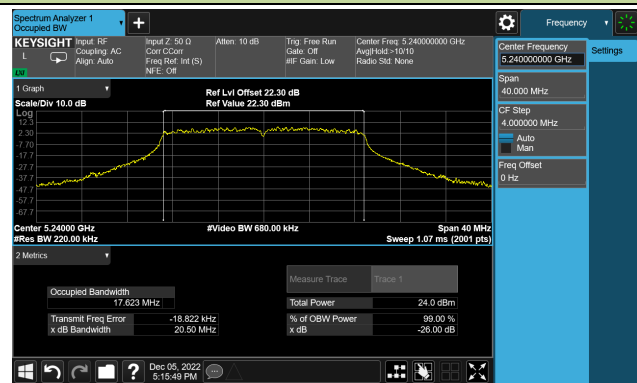 Spectrum Analyzer 1
Occupied BW
Frequency
KEYSIGHT
L
Input: RF
Coupling: AC
Align: Auto
Input Z: 50 Ω
Corr CCorr
Freq Ref: Int (S)
NFE: Off
Atten: 10 dB
Trig: Free Run
Gate: Off
#IF Gain: Low
Center Freq: 5.240000000 GHz
Avg|Hold:>10/10
Radio Std: None
Center Frequency
5.240000000 GHz
Settings
Span
40.000 MHz
CF Step
4.000000 MHz
Auto
Man
Freq Offset
0 Hz
1 Graph
Scale/Div 10.0 dB
Ref Lvl Offset 22.30 dB
Ref Value 22.30 dBm
Log
12.3
2.30
-7.70
-17.7
-27.7
-37.7
-47.7
-57.7
-67.7
Center 5.24000 GHz
#Res BW 220.00 kHz
#Video BW 680.00 kHz
Span 40 MHz
Sweep 1.07 ms (2001 pts)
2 Metrics
Measure Trace
Trace 1
Occupied Bandwidth
17.623 MHz
Total Power
24.0 dBm
Transmit Freq Error
-18.822 kHz
% of OBW Power
99.00 %
x dB Bandwidth
20.50 MHz
x dB
-26.00 dB
?
Dec 05, 2022
5:15:49 PM